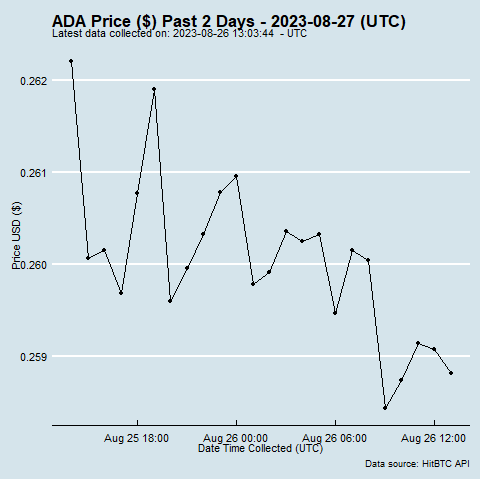 ADA Price ($) Past 2 Days - 2023-08-27 (UTC)
Latest data collected on: 2023-08-26 13:03:44 - UTC
0.262
0.261
0.260
0.259
Price USD ($)
Aug 25 18:00 Aug 26 00:00 Aug 26 06:00 Aug 26 12:00
Date Time Collected (UTC)
Data source: HitBTC API